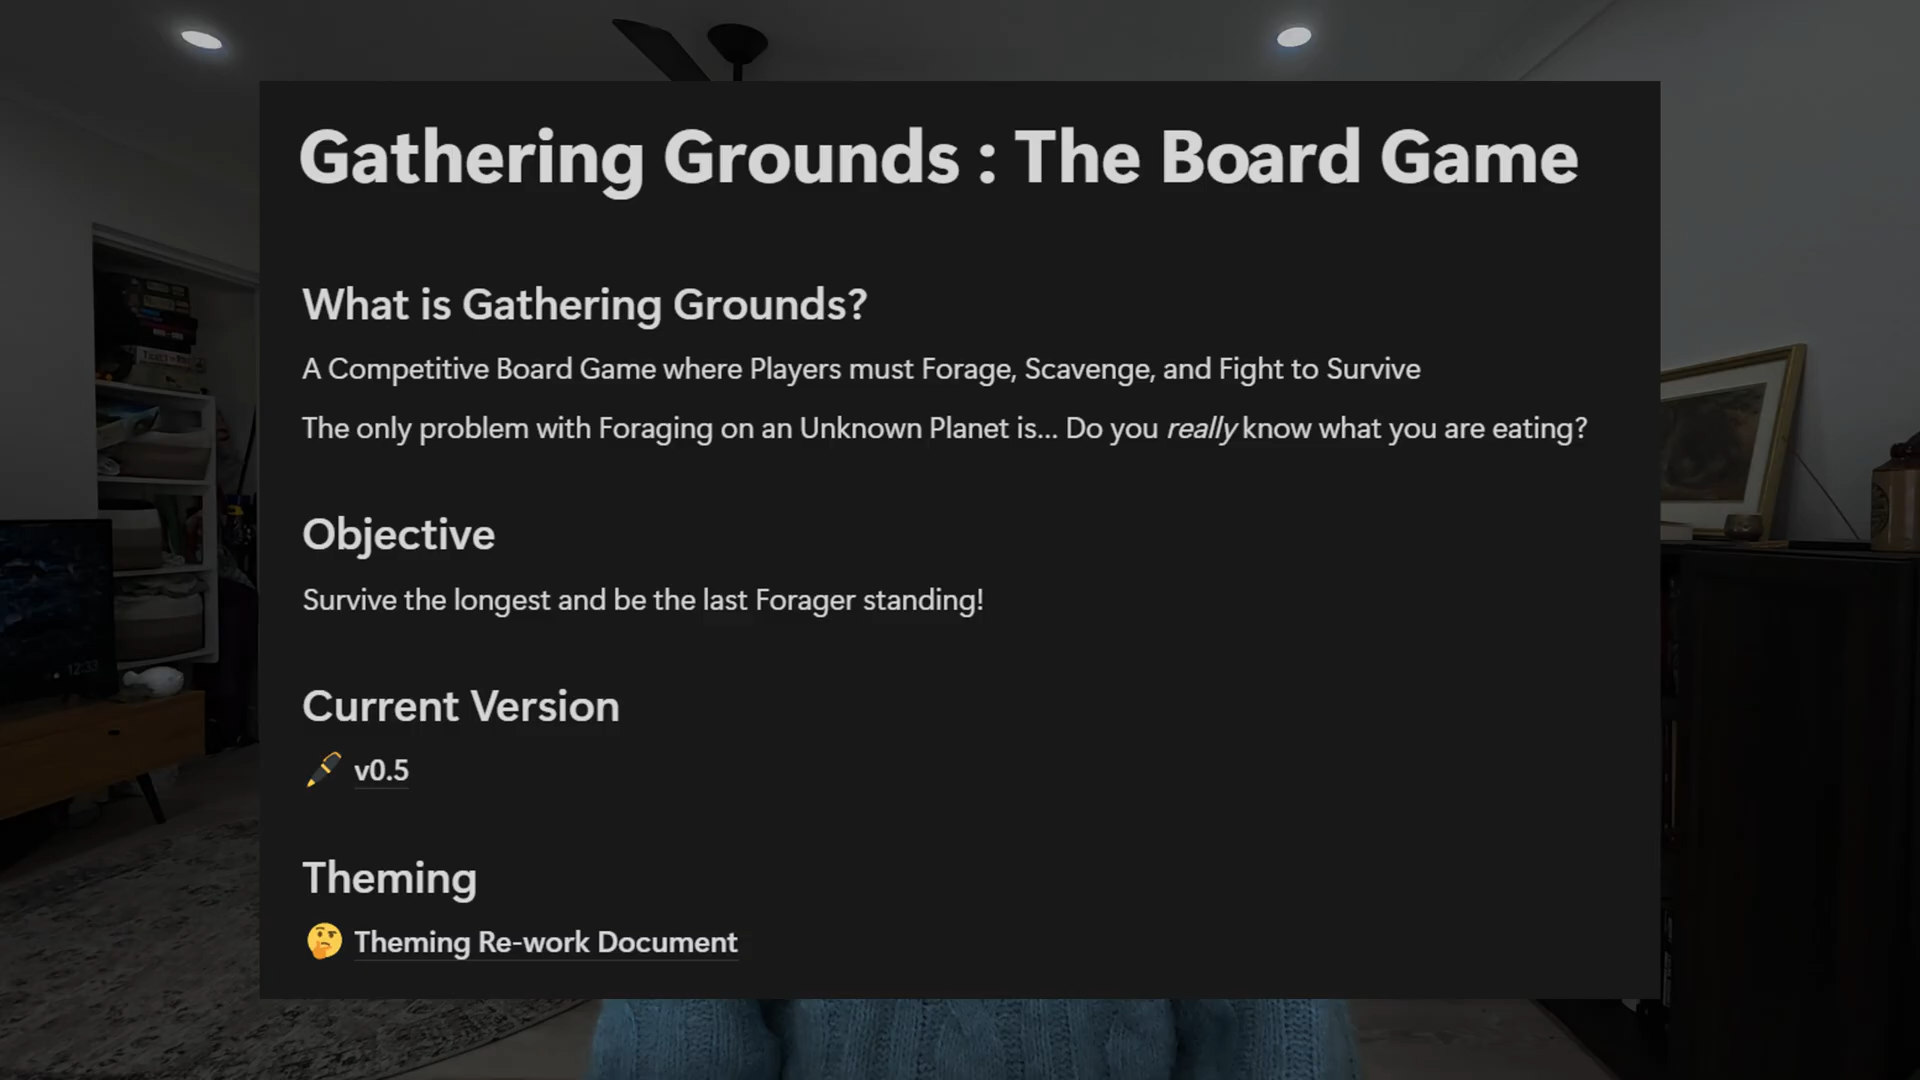 Gathering Grounds : The Board Game
What is Gathering Grounds?
A Competitive Board Game where Players must Forage, Scavenge, and Fight to Survive
The only problem with Foraging on an Unknown Planet is... Do you really know what you are eating?
Objective
Survive the longest and be the last Forager standing!
Current Version
v0.5
Theming
Theming Re-work Document
12:33